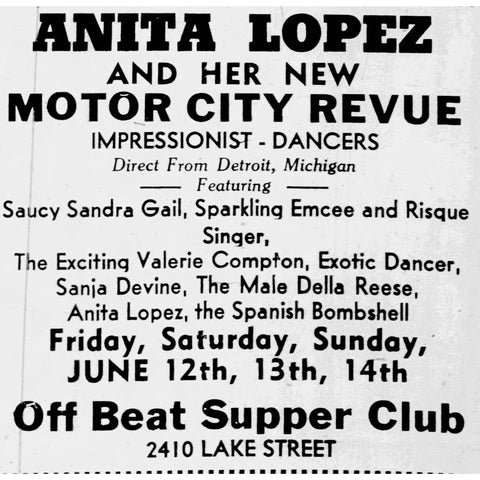 ANITA LOPEZ
AND HER NEW
MOTOR CITY REVUE
IMPRESSIONIST - DANCERS
Direct From Detroit, Michigan
Featuring
Saucy Sandra Gail, Sparkling Emcee and Risque
Singer,
The Exciting Valerie Compton, Exotic Dancer,
Sanja Devine, The Male Della Reese,
Anita Lopez, the Spanish Bombshell
Friday, Saturday, Sunday,
JUNE 12th, 13th, 14th
Off Beat Supper Club
2410 LAKE STREET